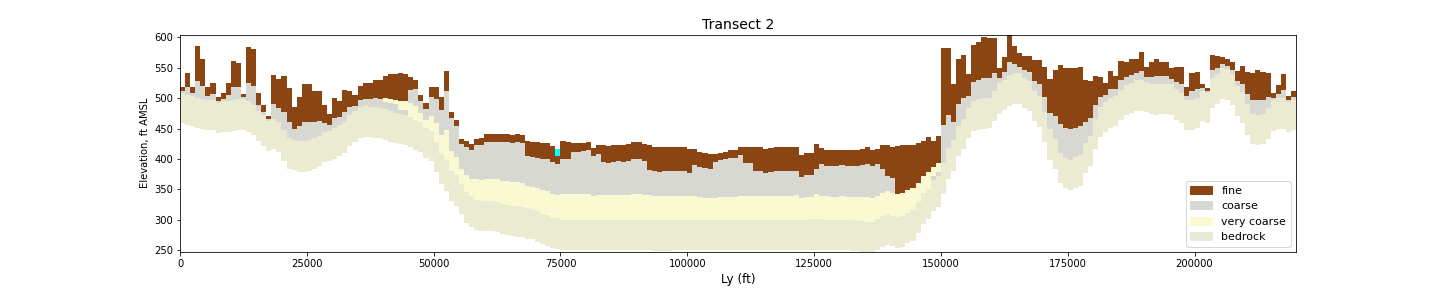 Transect 2
Elevation, ft AMSL
600
550
500
450
400
350
300
250
0
25000
50000
75000
100000
125000
150000
175000
200000
Ly (ft)
fine
coarse
very coarse
bedrock